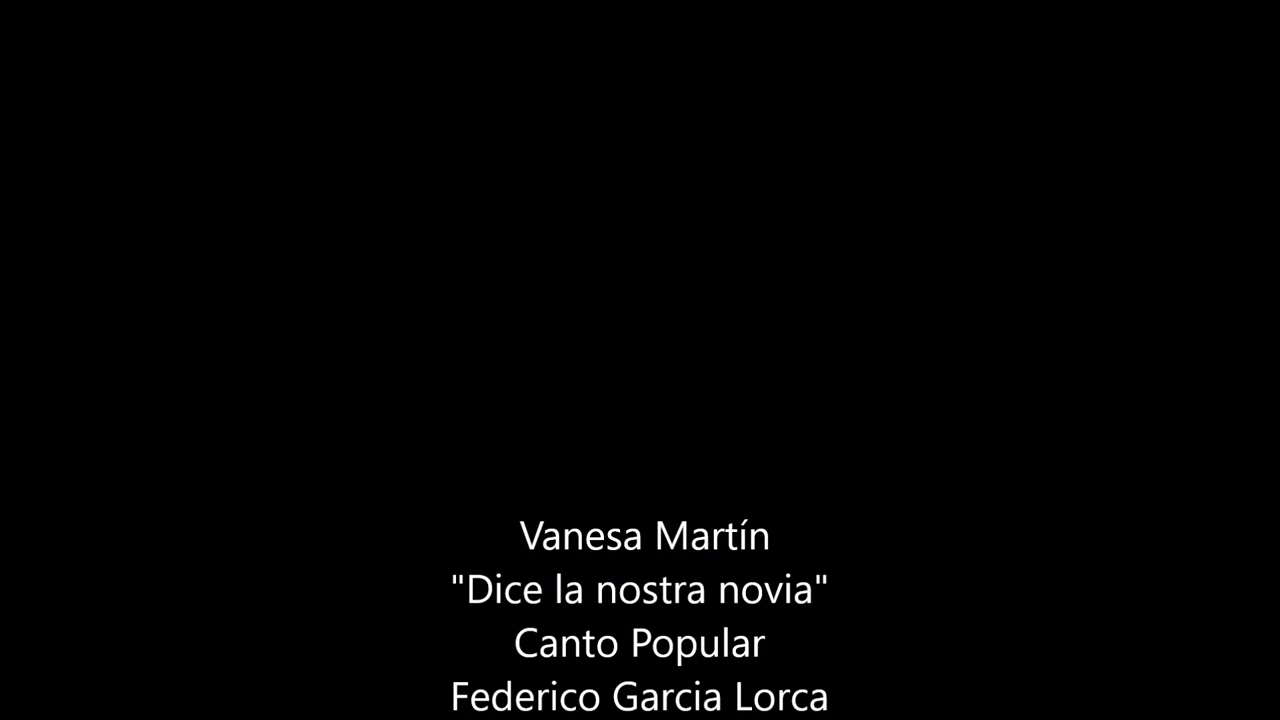 Vanesa Martín
"Dice la nostra novia"
Canto Popular
Federico Garcia Lorca